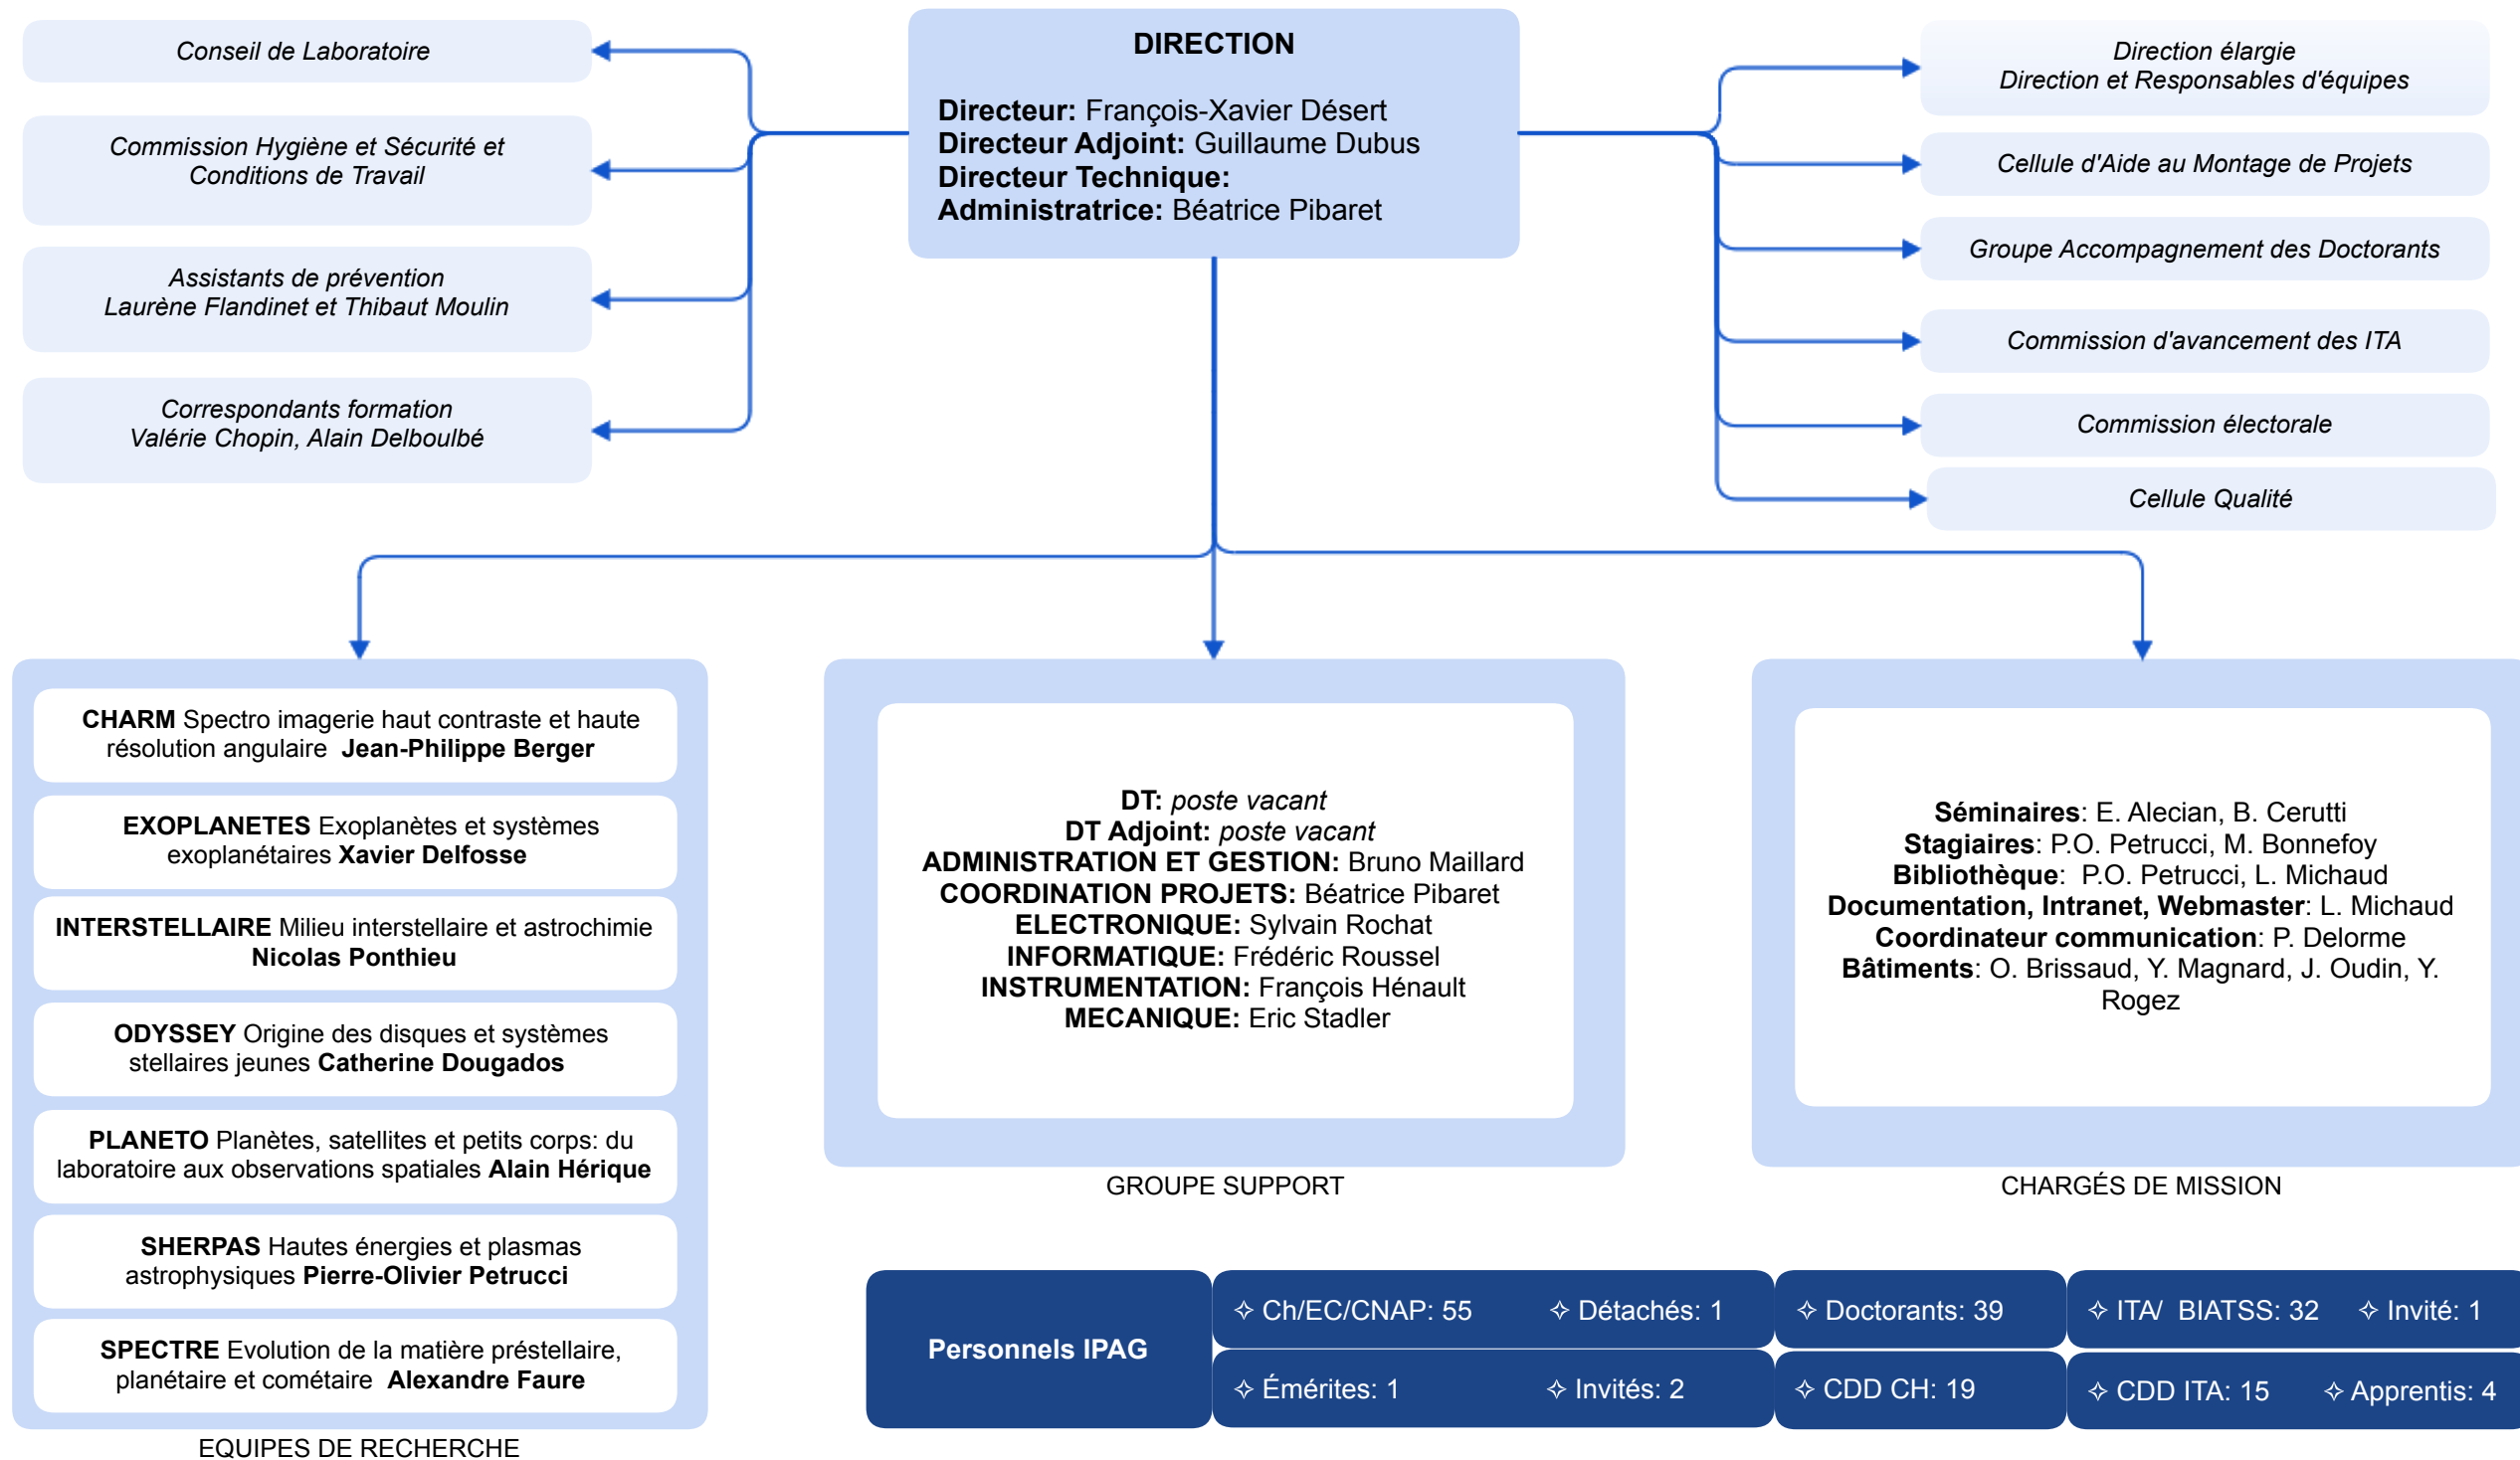 Conseil de Laboratoire
Commission Hygiène et Sécurité et
Conditions de Travail
Assistants de prévention
Laurène Flandinet et Thibaut Moulin
Correspondants formation
Valérie Chopin, Alain Delboulbé
DIRECTION
Directeur: François-Xavier Désert
Directeur Adjoint: Guillaume Dubus
Directeur Technique:
Administratrice: Béatrice Pibaret
Direction élargie
Direction et Responsables d'équipes
Cellule d'Aide au Montage de Projets
Groupe Accompagnement des Doctorants
Commission d'avancement des ITA
Commission électorale
Cellule Qualité
CHARM Spectro imagerie haut contraste et haute
résolution angulaire Jean-Philippe Berger
EXOPLANETES Exoplanètes et systèmes
exoplanétaires Xavier Delfosse
INTERSTELLAIRE Milieu interstellaire et astrochimie
Nicolas Ponthieu
ODYSSEY Origine des disques et systèmes
stellaires jeunes Catherine Dougados
PLANETO Planètes, satellites et petits corps: du
laboratoire aux observations spatiales Alain Hérique
SHERPAS Hautes énergies et plasmas
astrophysiques Pierre-Olivier Petrucci
SPECTRE Evolution de la matière préstellaire,
planétaire et cométaire Alexandre Faure
EQUIPES DE RECHERCHE
DT: poste vacant
DT Adjoint: poste vacant
ADMINISTRATION ET GESTION: Bruno Maillard
COORDINATION PROJETS: Béatrice Pibaret
ELECTRONIQUE: Sylvain Rochat
INFORMATIQUE: Frédéric Roussel
INSTRUMENTATION: François Hénault
MECANIQUE: Eric Stadler
GROUPE SUPPORT
Séminaires: E. Alecian, B. Cerutti
Stagiaires: P.O. Petrucci, M. Bonnefoy
Bibliothèque: P.O. Petrucci, L. Michaud
Documentation, Intranet, Webmaster: L. Michaud
Coordinateur communication: P. Delorme
Bâtiments: O. Brissaud, Y. Magnard, J. Oudin, Y.
Rogez
CHARGÉS DE MISSION
Personnels IPAG
✧ Ch/EC/CNAP: 55 ✧ Détachés: 1 ✧ Doctorants: 39 ✧ ITA/ BIATSS: 32 ✧ Invité: 1
✧ Émérites: 1 ✧ Invités: 2 ✧ CDD CH: 19 ✧ CDD ITA: 15 ✧ Apprentis: 4